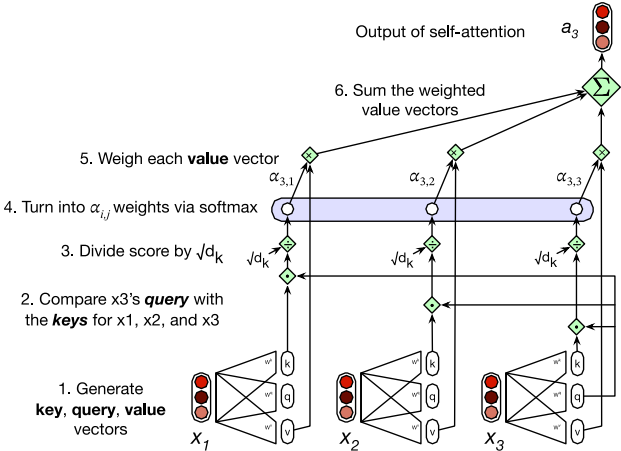 Output of self-attention
a3
Σ
6. Sum the weighted
value vectors
5. Weigh each value vector
×
×
×
α3,1
α3,2
α3,3
4. Turn into αi,j weights via softmax
3. Divide score by √dk
√dk
÷
√dk
÷
√dk
÷
2. Compare x3's query with
the keys for x1, x2, and x3
1. Generate
key, query, value
vectors
k
q
v
k
q
v
k
q
v
x1
x2
x3